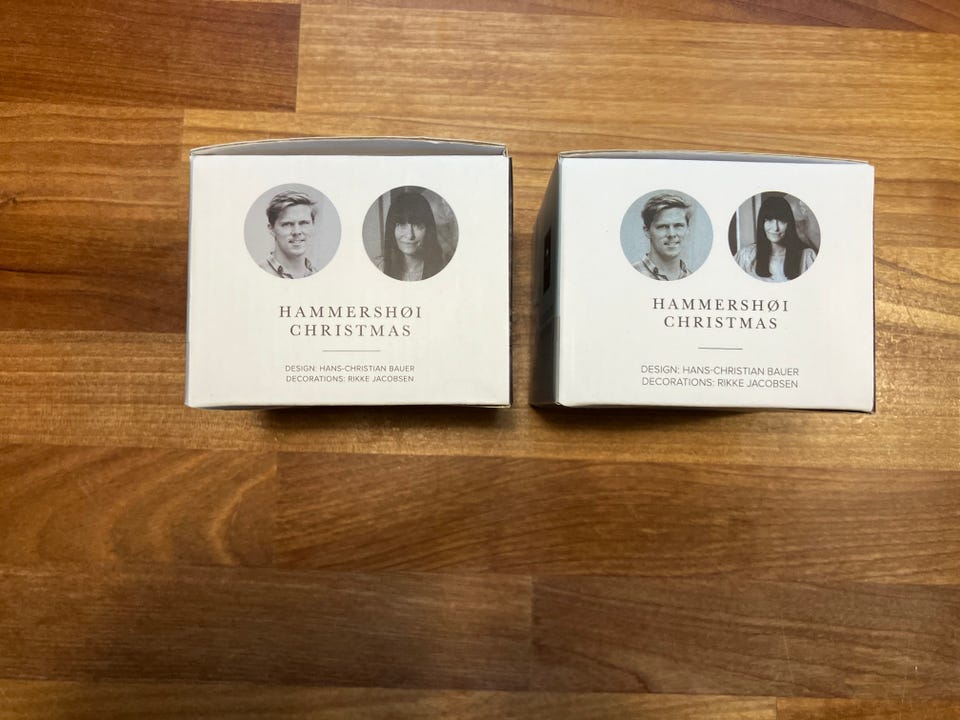 HAMMERSHØI
CHRISTMAS
DESIGN: HANS-CHRISTIAN BAUER
DECORATIONS: RIKKE JACOBSEN
HAMMERSHØI
CHRISTMAS
DESIGN: HANS-CHRISTIAN BAUER
DECORATIONS: RIKKE JACOBSEN